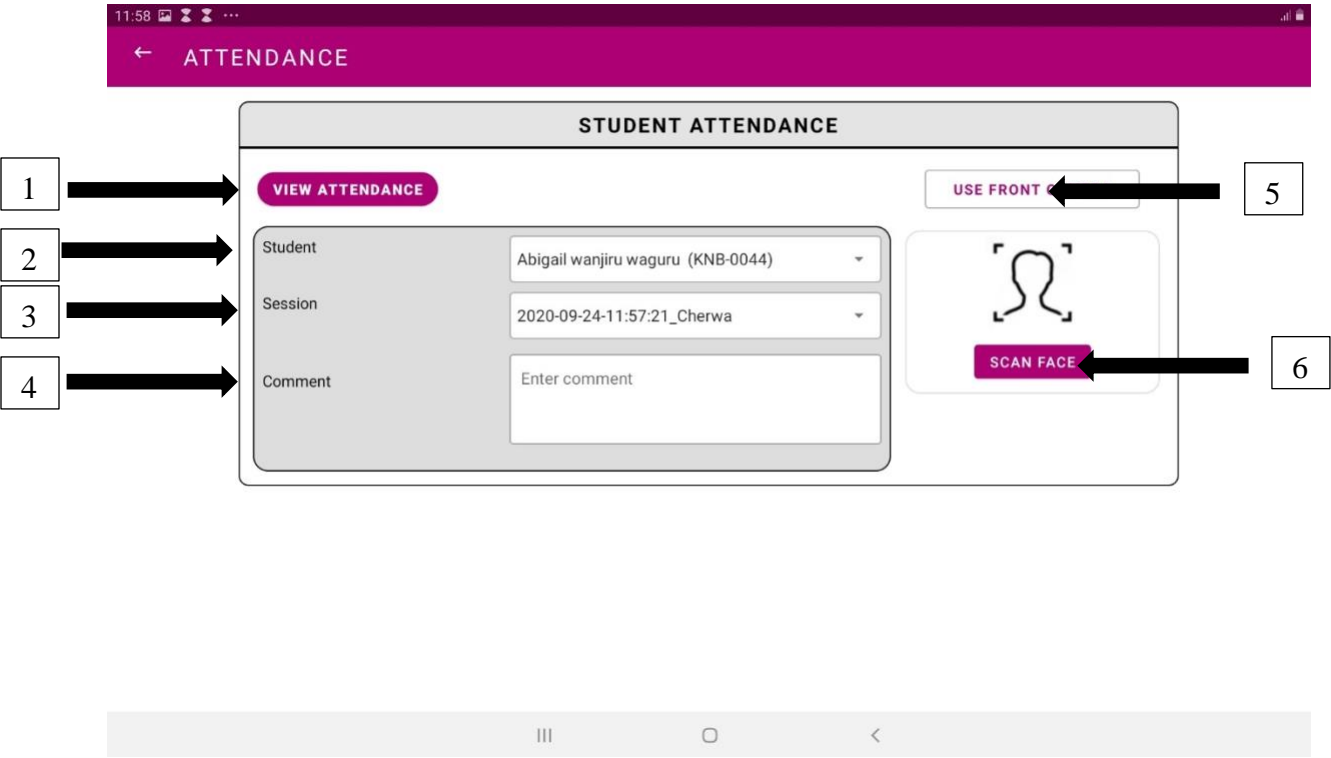 11:58
ATTENDANCE
STUDENT ATTENDANCE
1
VIEW ATTENDANCE
USE FRONT
5
2
Student
Abigail wanjiru waguru (KNB-0044)
3
Session
2020-09-24-11:57:21_Cherwa
4
Comment
Enter comment
SCAN FACE
6